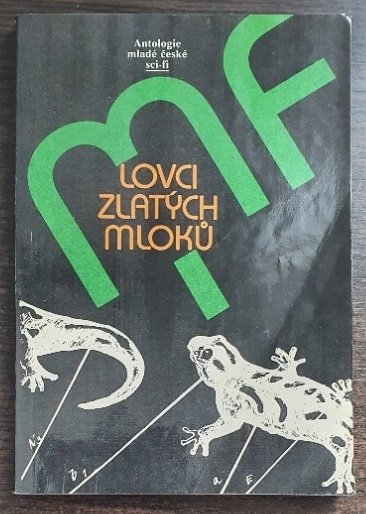 Antologie
mladé české
sci-fi
MF
LOVCI
ZLATÝCH
MLOKŮ
a E